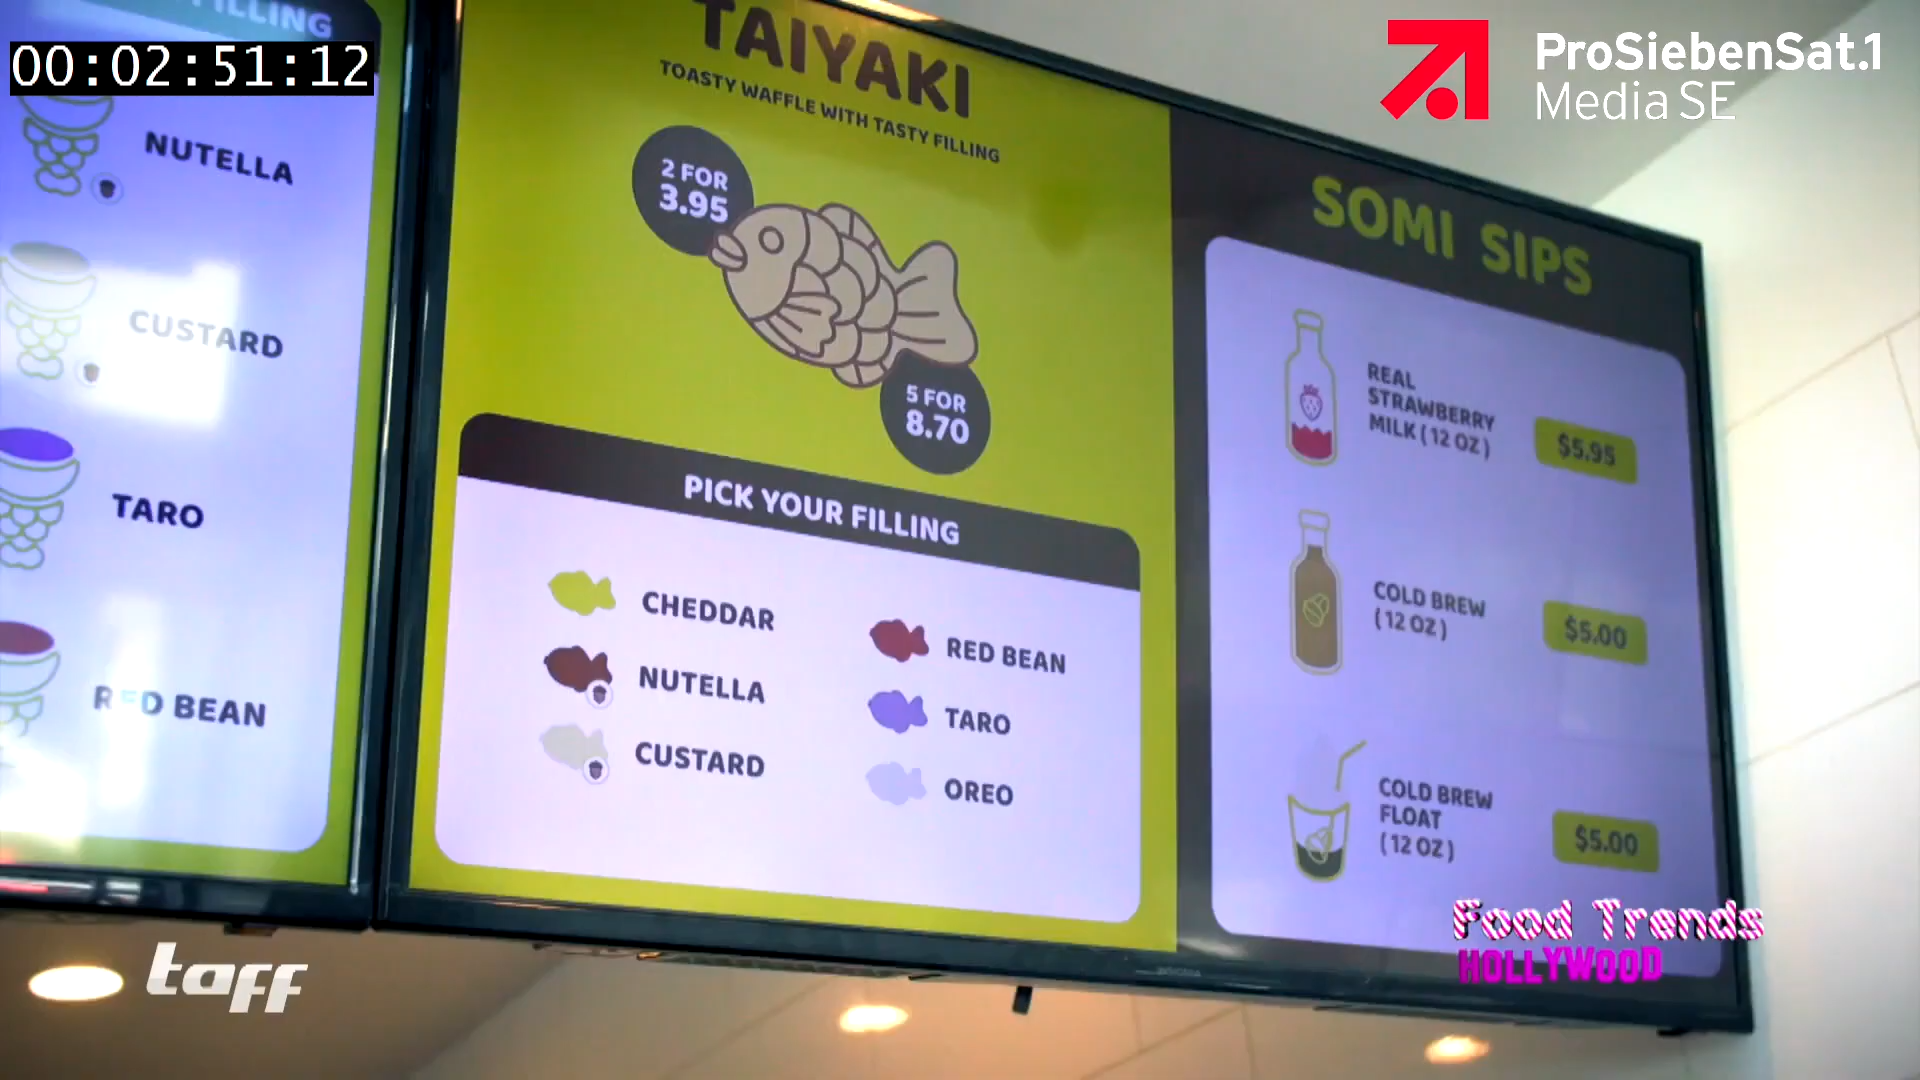 00:02:51:12
ProSiebenSat.1
Media SE
FILLING
NUTELLA
CUSTARD
TARO
RED BEAN
TAIYAKI
TOASTY WAFFLE WITH TASTY FILLING
2 FOR
3.95
5 FOR
8.70
PICK YOUR FILLING
CHEDDAR
NUTELLA
CUSTARD
RED BEAN
TARO
OREO
SOMI SIPS
REAL
STRAWBERRY
MILK (12 OZ)
$5.95
COLD BREW
(12 OZ)
$5.00
COLD BREW
FLOAT
(12 OZ)
$5.00
Food Trends
HOLLYWOOD
taff